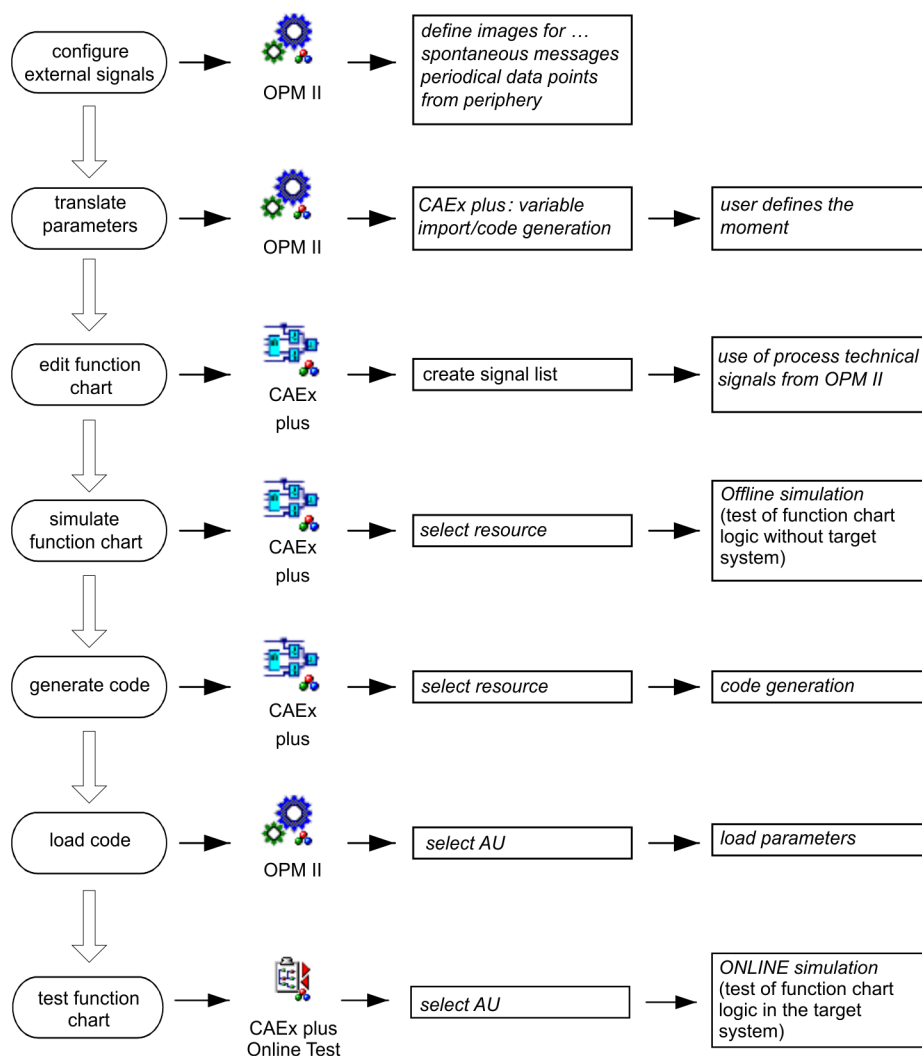 configure
external signals
OPM II
define images for ...
spontaneous messages
periodical data points
from periphery
translate
parameters
OPM II
CAEx plus: variable
import/code generation
user defines the
moment
edit function
chart
CAEx
plus
create signal list
use of process technical
signals from OPM II
simulate
function chart
CAEx
plus
select resource
Offline simulation
(test of function chart
logic without target
system)
generate code
CAEx
plus
select resource
code generation
load code
OPM II
select AU
load parameters
test function
chart
CAEx plus
Online Test
select AU
ONLINE simulation
(test of function chart
logic in the target
system)